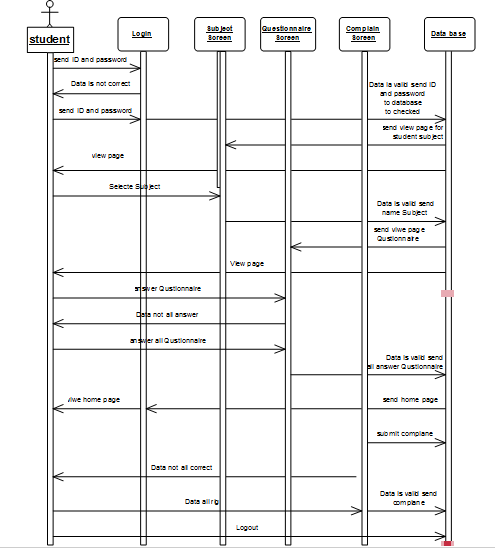 student
Login
Subject
Soreen
Questionnaire
Soreen
Complain
Soreen
Data base
send ID and password
Data is not correct
send ID and password
Data is valid send ID
and password
to database
to checked
send view page for
student subject
view page
Selecte Subject
Data is valid send
name Subject
send viwe page
Qustionnaire
View page
answer Qustionnaire
Data not all answer
answer all Qustionnaire
Data is valid send
all answer Qustionnaire
viwe home page
send home page
submit complane
Data not all correct
Data all rig
Data is valid send
complane
Logout